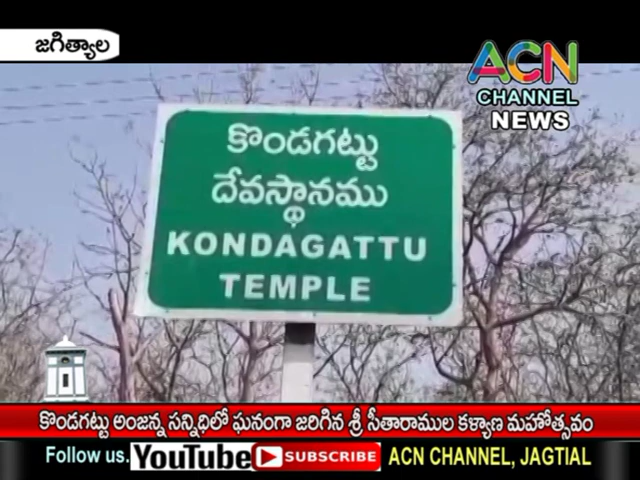 జగిత్యాల
ACN
CHANNEL
NEWS
కొండగట్టు
దేవస్థానము
KONDAGATTU
TEMPLE
కొండగట్టు అంజన్న సన్నిధిలో ఘనంగా జరిగిన శ్రీ సీతారాముల కళ్యాణ మహోత్సవం
Follow us. YouTube SUBSCRIBE ACN CHANNEL, JAGTIAL